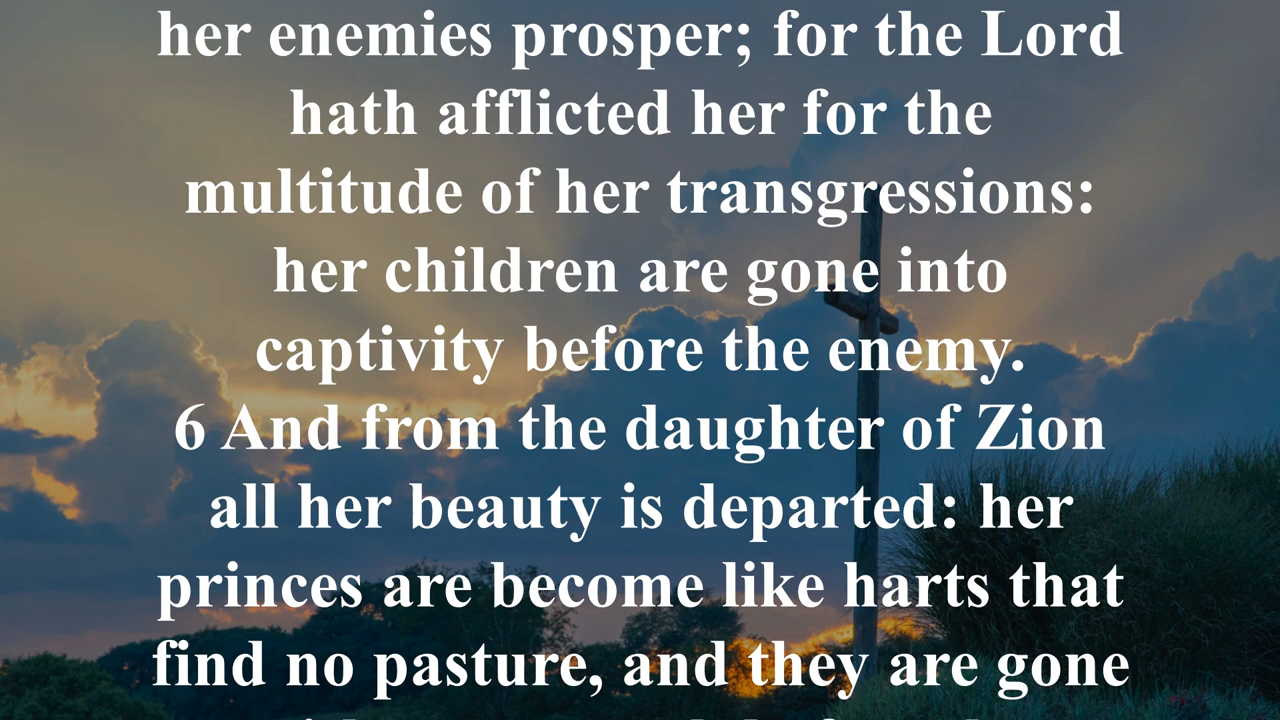 her enemies prosper; for the Lord
hath afflicted her for the
multitude of her transgressions:
her children are gone into
captivity before the enemy.
6 And from the daughter of Zion
all her beauty is departed: her
princes are become like harts that
find no pasture, and they are gone